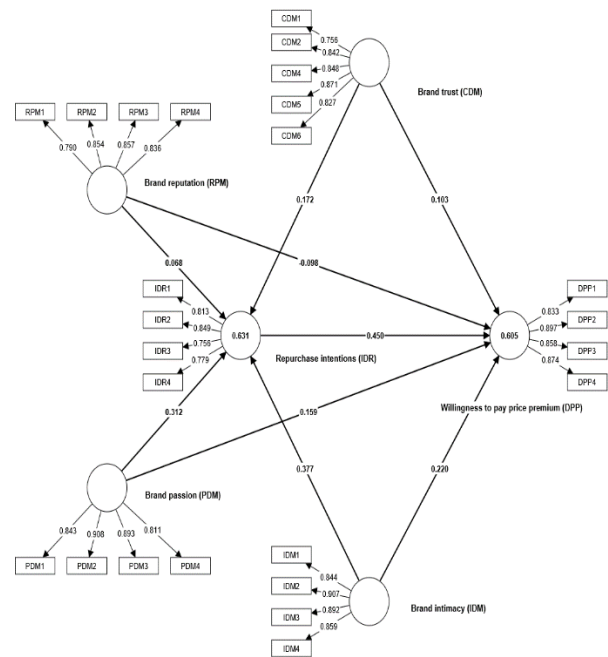 CDM1
0.756
CDM2
0.842
CDM4
0.848
CDM5
0.871
CDM6
0.827
Brand trust (CDM)
RPM1
RPM2
RPM3
RPM4
0.790
0.854
0.857
0.836
Brand reputation (RPM)
0.172
0.103
0.068
-0.098
IDR1
0.813
IDR2
0.849
IDR3
0.756
IDR4
0.779
0.631
0.450
0.605
Repurchase intentions (IDR)
DPP1
0.833
DPP2
0.897
DPP3
0.858
DPP4
0.874
Willingness to pay price premium (DPP)
0.312
0.159
0.377
0.220
Brand passion (PDM)
0.843
0.908
0.893
0.811
PDM1
PDM2
PDM3
PDM4
IDM1
0.844
IDM2
0.907
IDM3
0.892
IDM4
0.859
Brand intimacy (IDM)